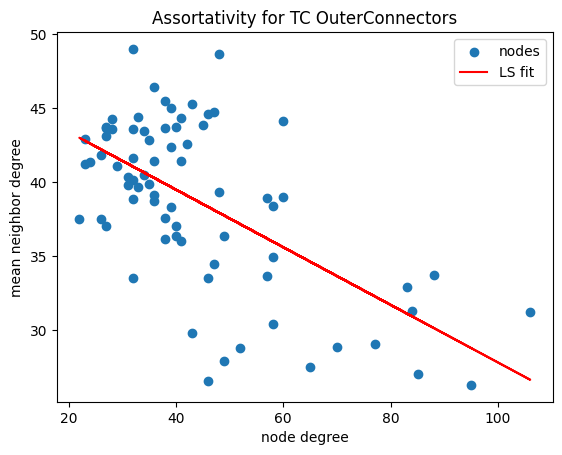 Assortativity for TC OuterConnectors
nodes
LS fit
mean neighbor degree
50
45
40
35
30
20
40
60
80
100
node degree